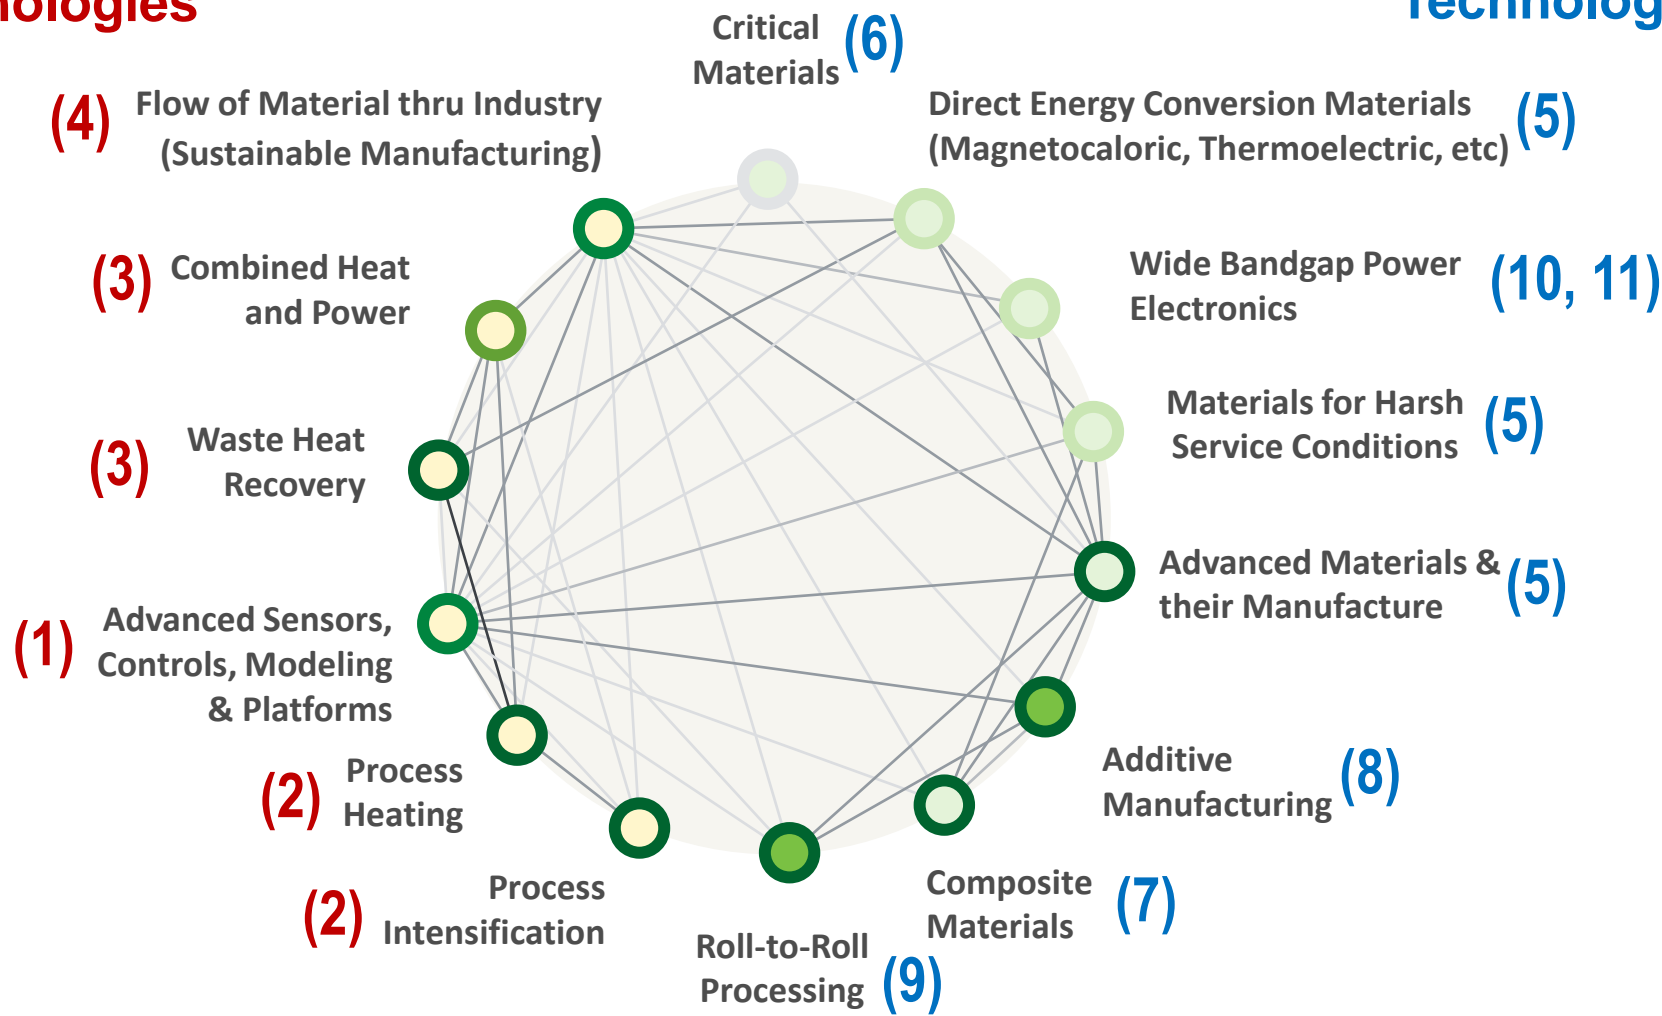 nologies
Technolog
Critical
Materials
(6)
(4)
Flow of Material thru Industry
(Sustainable Manufacturing)
Direct Energy Conversion Materials
(Magnetocaloric, Thermoelectric, etc)
(5)
(3)
Combined Heat
and Power
Wide Bandgap Power
Electronics
(10, 11)
(3)
Waste Heat
Recovery
Materials for Harsh
Service Conditions
(5)
(1)
Advanced Sensors,
Controls, Modeling
& Platforms
Advanced Materials &
their Manufacture
(5)
(2)
Process
Heating
Additive
Manufacturing
(8)
(2)
Process
Intensification
Composite
Materials
(7)
Roll-to-Roll
Processing
(9)